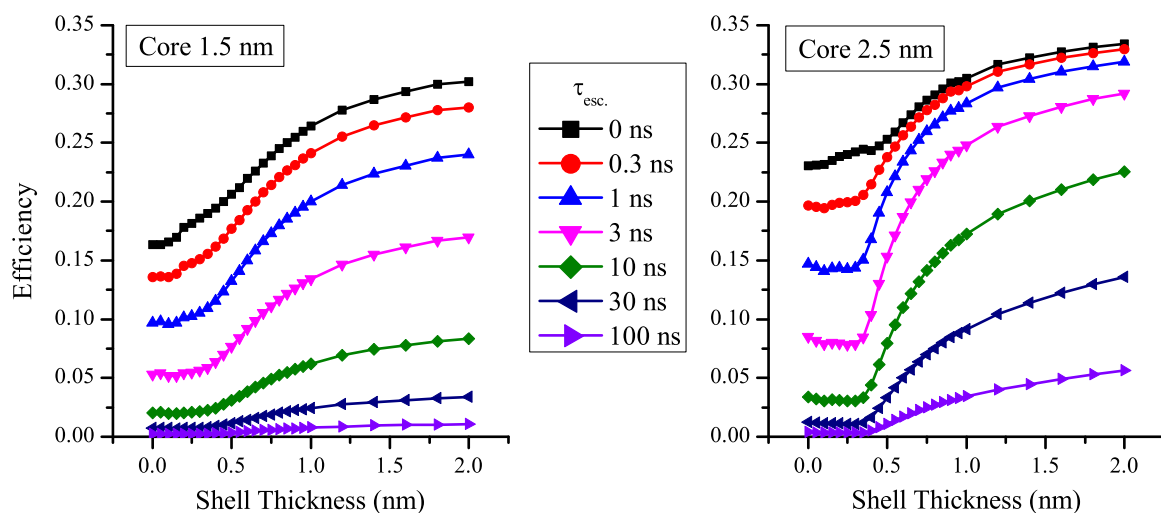 Core 1.5 nm
Efficiency
0.35
0.30
0.25
0.20
0.15
0.10
0.05
0.00
0.0 0.5 1.0 1.5 2.0
Shell Thickness (nm)
τesc.
0 ns
0.3 ns
1 ns
3 ns
10 ns
30 ns
100 ns
Core 2.5 nm
0.35
0.30
0.25
0.20
0.15
0.10
0.05
0.00
0.0 0.5 1.0 1.5 2.0
Shell Thickness (nm)